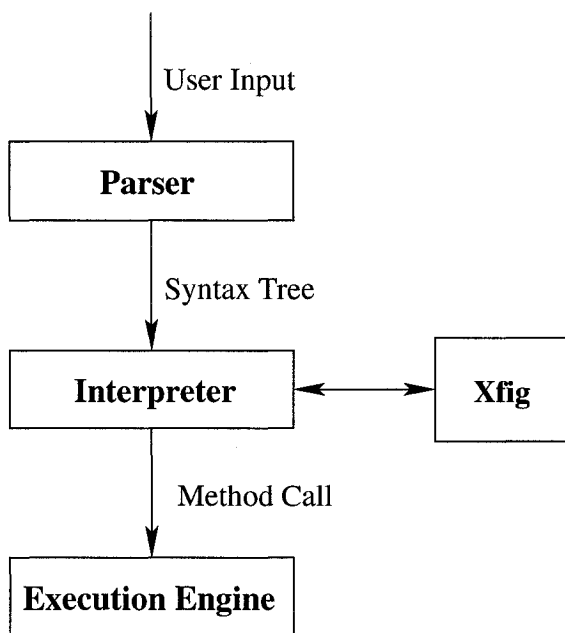 User Input
Parser
Syntax Tree
Interpreter
Xfig
Method Call
Execution Engine